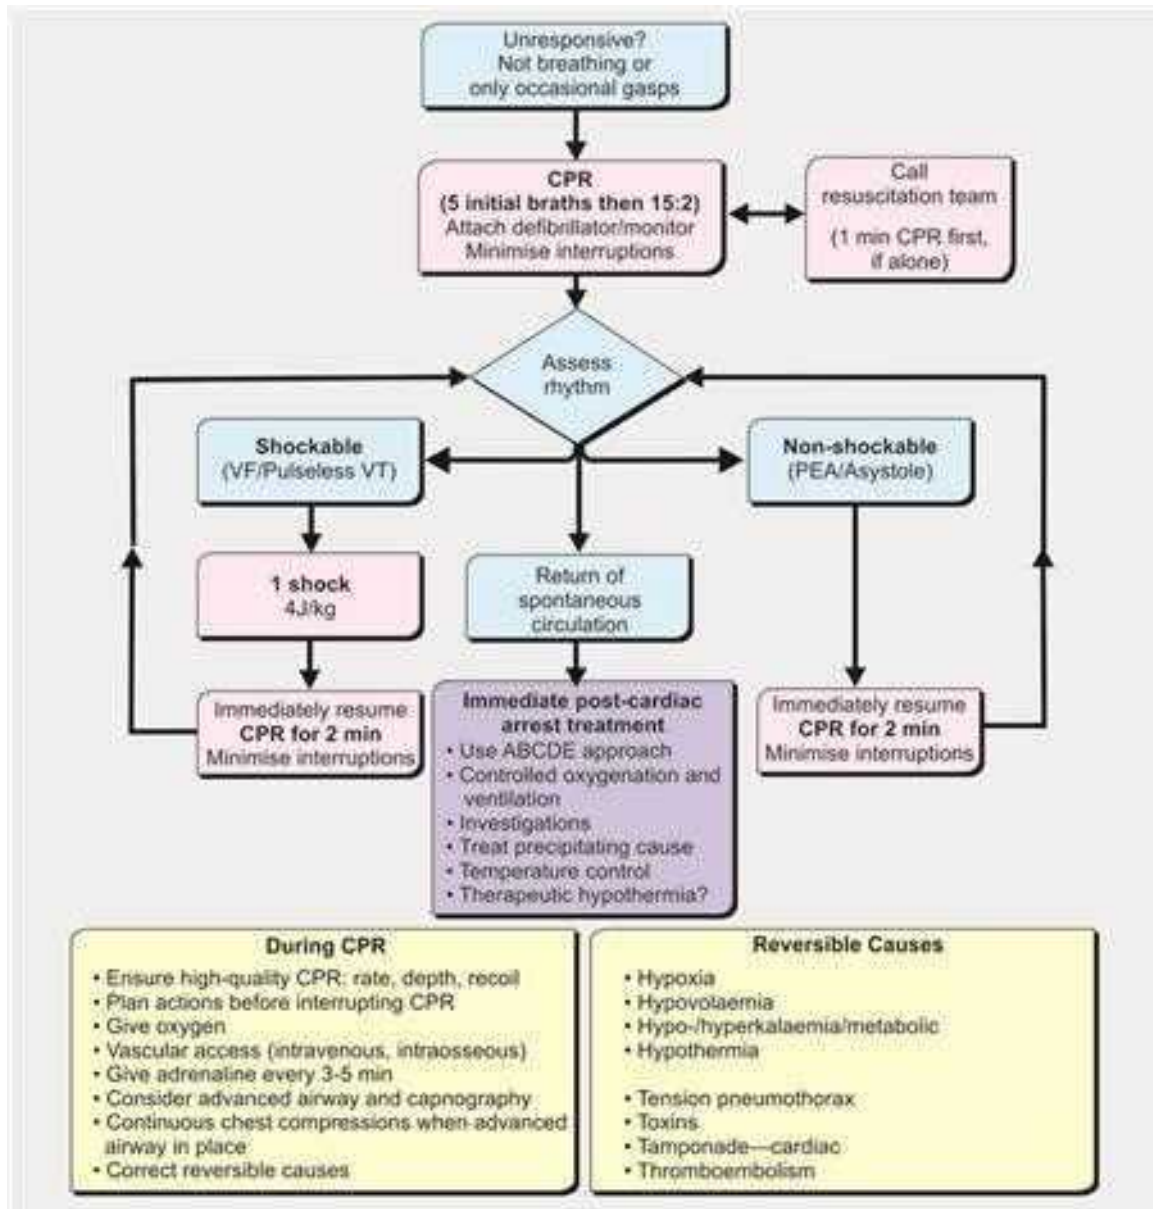 Unresponsive?
Not breathing or
only occasional gasps
CPR
(5 initial braths then 15:2)
Attach defibrillator/monitor
Minimise interruptions
Call
resuscitation team
(1 min CPR first,
if alone)
Assess
rhythm
Shockable
(VF/Pulseless VT)
Non-shockable
(PEA/Asystole)
1 shock
4J/kg
Return of
spontaneous
circulation
Immediately resume
CPR for 2 min
Minimise interruptions
Immediate post-cardiac
arrest treatment
• Use ABCDE approach
• Controlled oxygenation and
ventilation
• Investigations
• Treat precipitating cause
• Temperature control
• Therapeutic hypothermia?
Immediately resume
CPR for 2 min
Minimise interruptions
During CPR
• Ensure high-quality CPR: rate, depth, recoil
• Plan actions before interrupting CPR
• Give oxygen
• Vascular access (intravenous, intraosseous)
• Give adrenaline every 3-5 min
• Consider advanced airway and capnography
• Continuous chest compressions when advanced
airway in place
• Correct reversible causes
Reversible Causes
• Hypoxia
• Hypovolaemia
• Hypo-/hyperkalaemia/metabolic
• Hypothermia
• Tension pneumothorax
• Toxins
• Tamponade—cardiac
• Thromboembolism